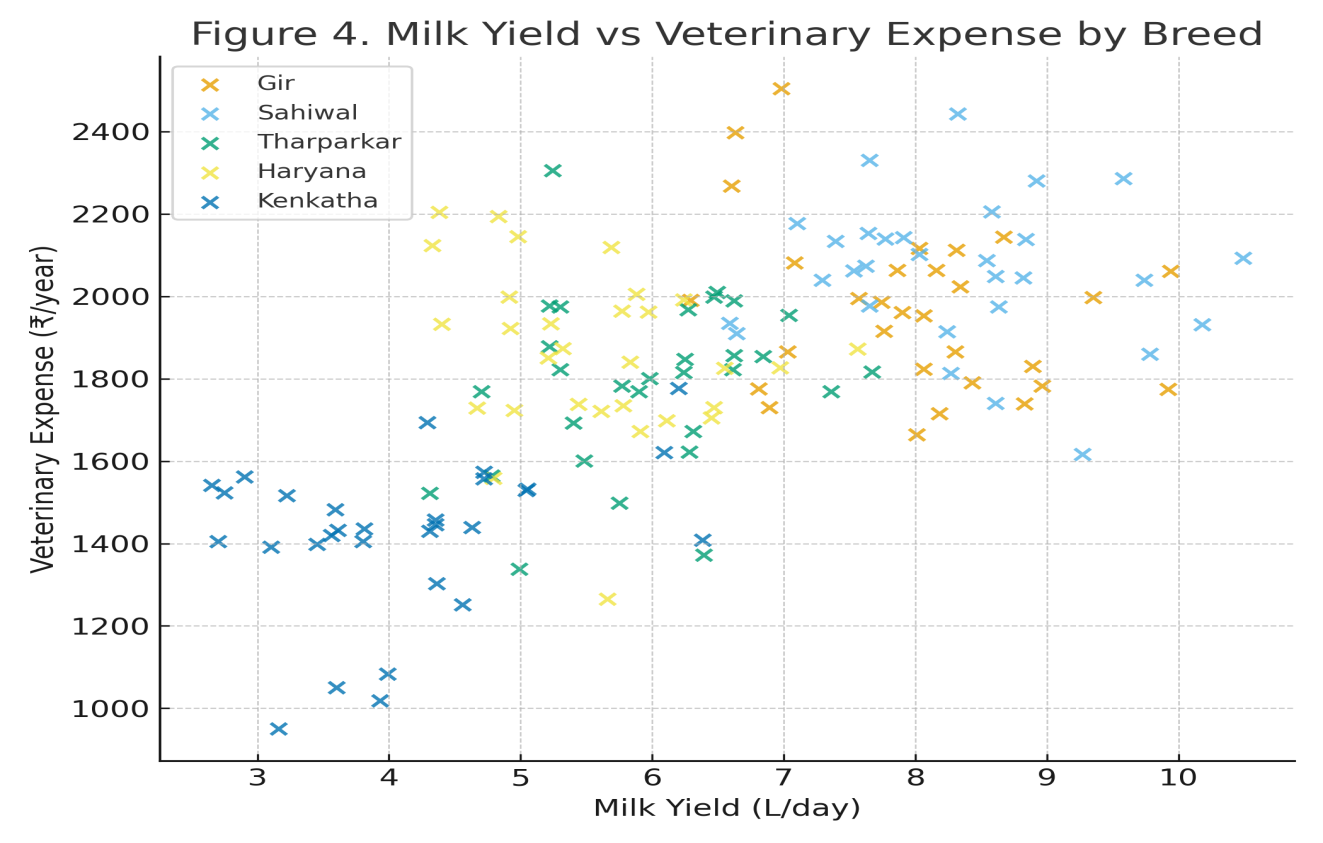 Figure 4. Milk Yield vs Veterinary Expense by Breed
Gir
Sahiwal
Tharparkar
Haryana
Kenkatha
Veterinary Expense (₹/year)
2400
2200
2000
1800
1600
1400
1200
1000
3 4 5 6 7 8 9 10
Milk Yield (L/day)